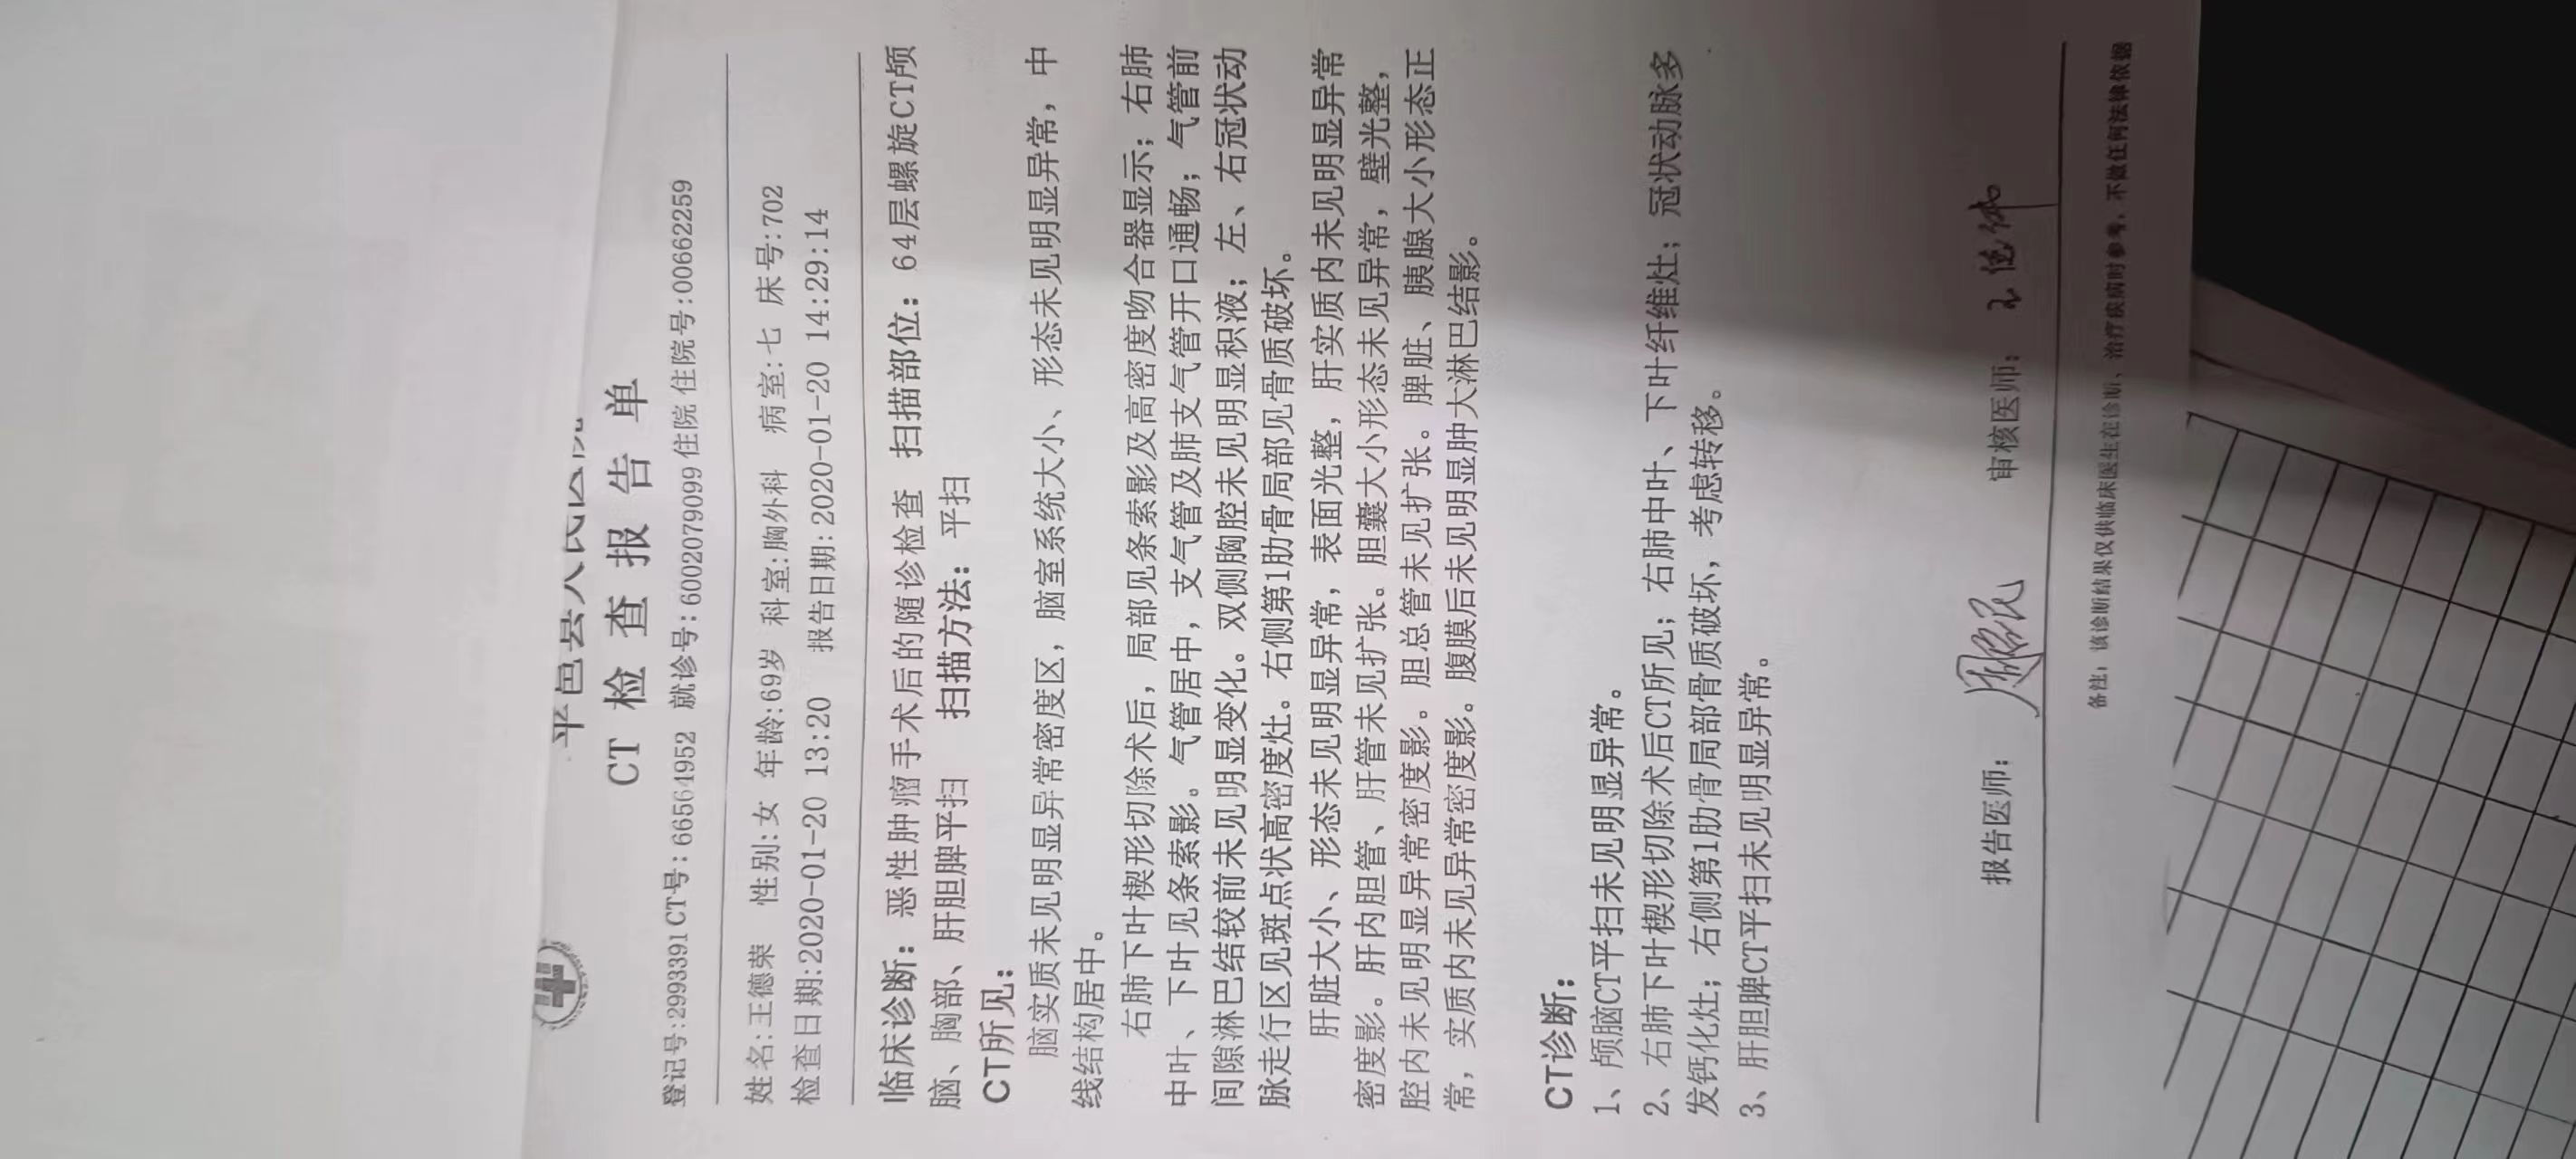 平邑县人民医院
CT 检 查 报 告 单
登记号:2993391 CT号:66564952 就诊号:6002079099 住院 住院号:00662259
姓名:王德荣 性别:女 年龄:69岁 科室:胸外科 病室:七 床号:702
检查日期:2020-01-20 13:20 报告日期:2020-01-20 14:29:14
临床诊断：恶性肿瘤手术后的随诊检查 扫描部位：64层螺旋CT颅
脑、胸部、肝胆脾平扫 扫描方法：平扫
CT所见：
脑实质未见明显异常密度区，脑室系统大小、形态未见明显异常，中
线结构居中。
右肺下叶楔形切除术后，局部见条索影及高密度吻合器显示；右肺
中叶、下叶见条索影。气管居中，支气管及肺支气管开口通畅；气管前
间隙淋巴结较前未见明显变化。双侧胸腔未见明显积液；左、右冠状动
脉走行区见斑点状高密度灶。右侧第1肋骨局部见骨质破坏。
肝脏大小、形态未见明显异常，表面光整，肝实质内未见明显异常
密度影。肝内胆管、肝管未见扩张。胆囊大小形态未见异常，壁光整，
腔内未见明显异常密度影。胆总管未见扩张。脾脏、胰腺大小形态正
常，实质内未见异常密度影。腹膜后未见明显肿大淋巴结影。
CT诊断：
1、颅脑CT平扫未见明显异常。
2、右肺下叶楔形切除术后CT所见；右肺中叶、下叶纤维灶；冠状动脉多
发钙化灶；右侧第1肋骨局部骨质破坏，考虑转移。
3、肝胆脾CT平扫未见明显异常。
报告医师： 审核医师：
备注：该诊断结果仅供临床医生在诊断、治疗疾病时参考，不做任何法律依据